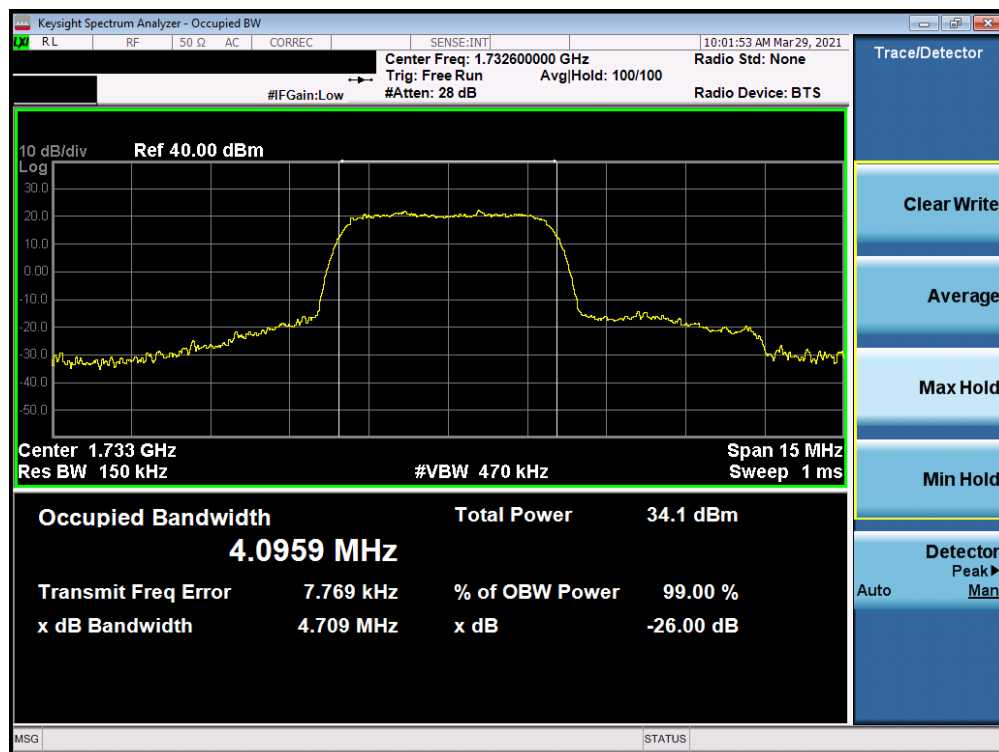 Keysight Spectrum Analyzer - Occupied BW
LXI RL RF 50 Ω AC CORREC SENSE:INT 10:01:53 AM Mar 29, 2021
Center Freq: 1.732600000 GHz Radio Std: None
Trig: Free Run Avg|Hold: 100/100
#IFGain:Low #Atten: 28 dB Radio Device: BTS
10 dB/div Ref 40.00 dBm
Log
30.0
20.0
10.0
0.00
-10.0
-20.0
-30.0
-40.0
-50.0
Center 1.733 GHz Span 15 MHz
Res BW 150 kHz #VBW 470 kHz Sweep 1 ms
Occupied Bandwidth Total Power 34.1 dBm
4.0959 MHz
Transmit Freq Error 7.769 kHz % of OBW Power 99.00 %
x dB Bandwidth 4.709 MHz x dB -26.00 dB
MSG STATUS
Trace/Detector
Clear Write
Average
Max Hold
Min Hold
Detector
Peak▶
Auto Man